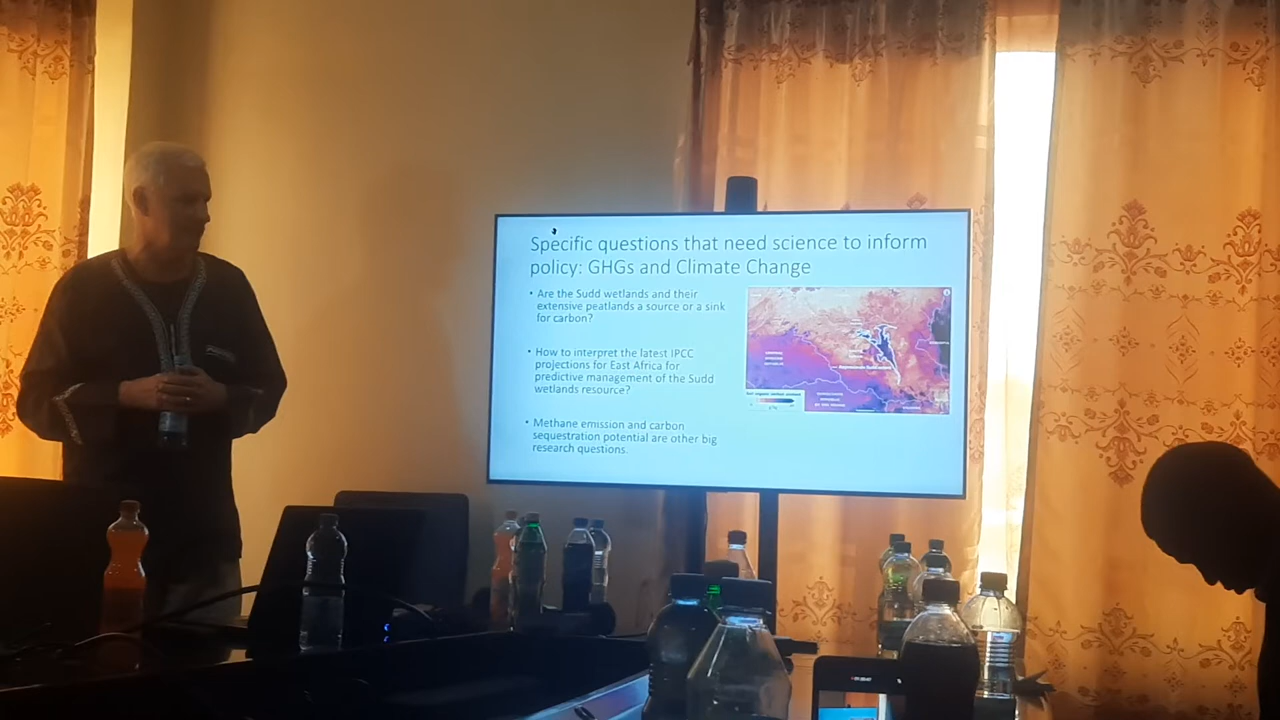 Specific questions that need science to inform
policy: GHGs and Climate Change
• Are the Sudd wetlands and their
extensive peatlands a source or a sink
for carbon?
• How to interpret the latest IPCC
projections for East Africa for
predictive management of the Sudd
wetlands resource?
• Methane emission and carbon
sequestration potential are other big
research questions.